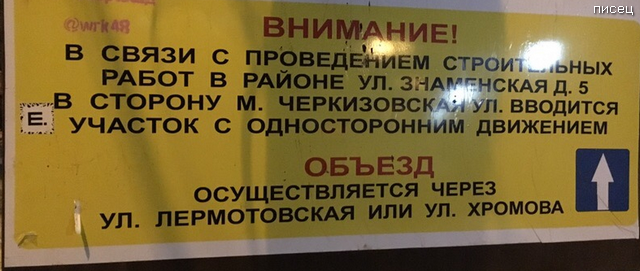 писец
@wrk48
ВНИМАНИЕ!
В СВЯЗИ С ПРОВЕДЕНИЕМ СТРОИТЕЛЬНЫХ
РАБОТ В РАЙОНЕ УЛ. ЗНАМЕНСКАЯ Д. 5
В СТОРОНУ М. ЧЕРКИЗОВСКАЯ УЛ. ВВОДИТСЯ
Е. УЧАСТОК С ОДНОСТОРОННИМ ДВИЖЕНИЕМ
ОБЪЕЗД
ОСУЩЕСТВЛЯЕТСЯ ЧЕРЕЗ
УЛ. ЛЕРМОТОВСКАЯ ИЛИ УЛ. ХРОМОВА